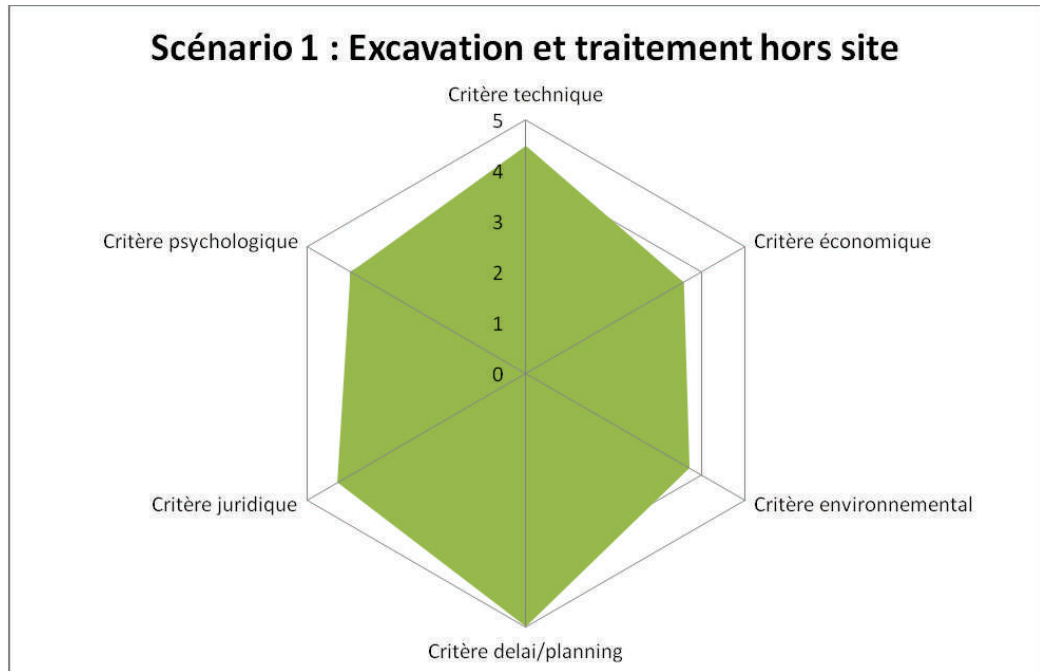 Scénario 1 : Excavation et traitement hors site
Critère technique
5
4
3
2
1
0
Critère psychologique
Critère économique
Critère juridique
Critère environnemental
Critère delai/planning